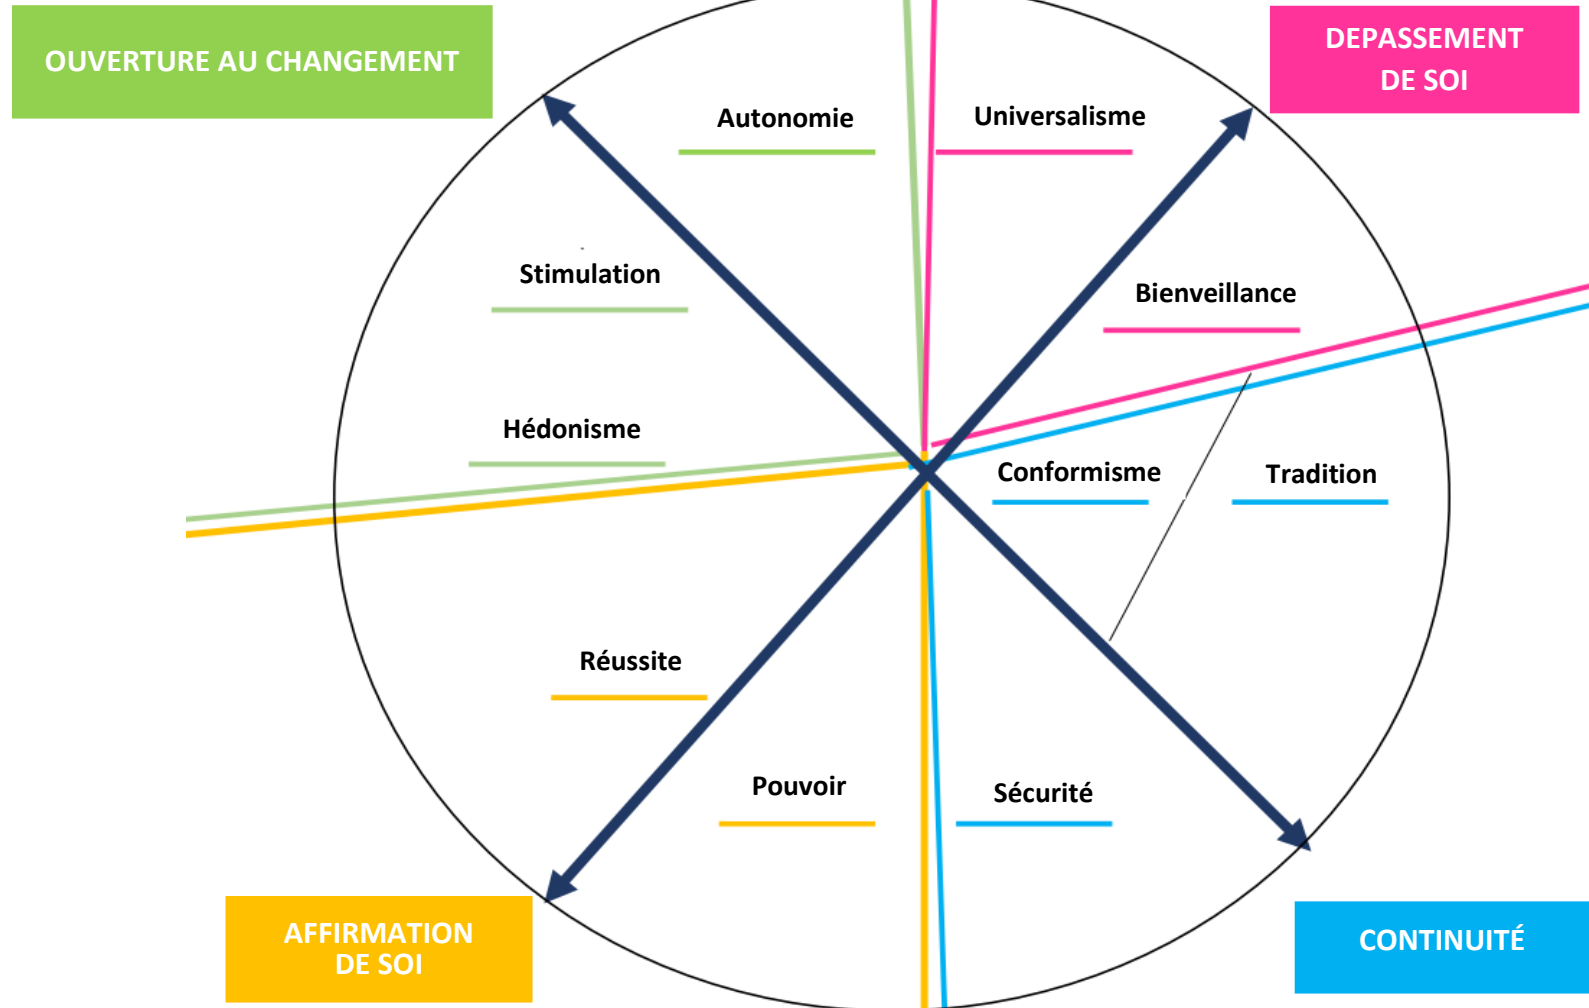 OUVERTURE AU CHANGEMENT
DEPASSEMENT
DE SOI
Autonomie
Universalisme
Stimulation
Bienveillance
Hédonisme
Conformisme
Tradition
Réussite
Pouvoir
Sécurité
AFFIRMATION
DE SOI
CONTINUITÉ